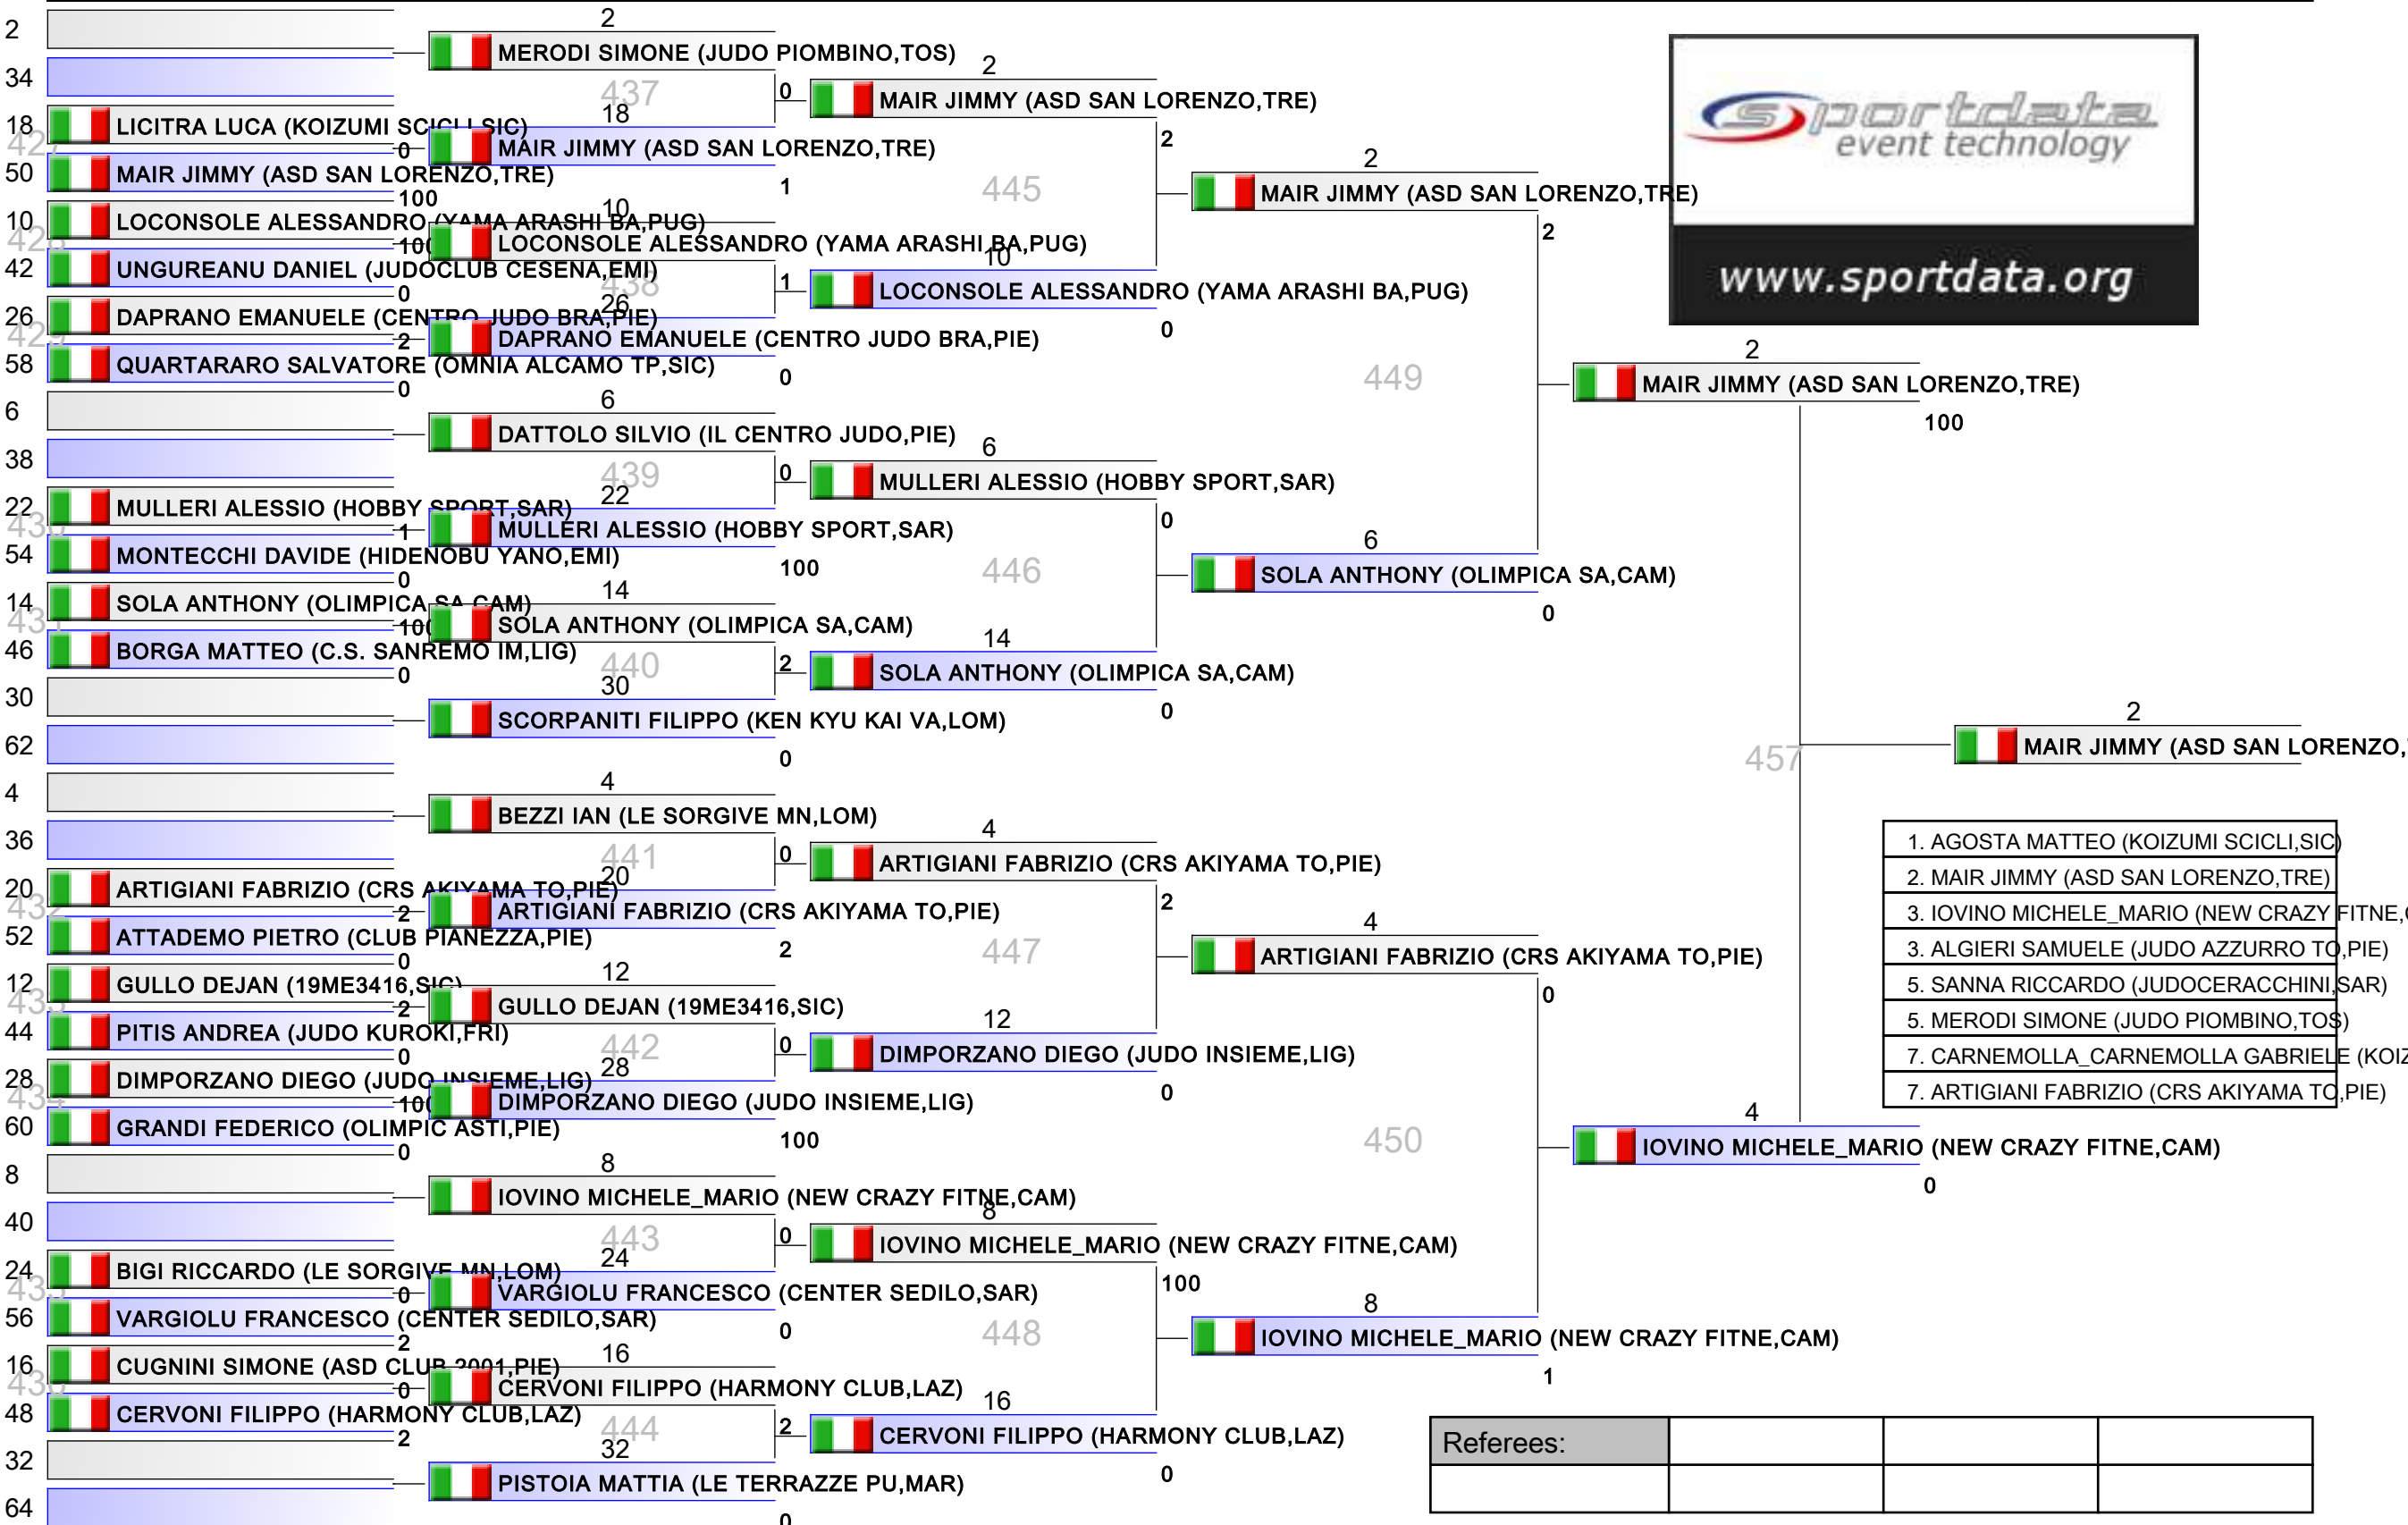 2
34
18 LICITRA LUCA (KOIZUMI SCICLI,SIC)
0
50 MAIR JIMMY (ASD SAN LORENZO,TRE)
100
10 LOCONSOLE ALESSANDRO (YAMA ARASHI BA,PUG)
100
42 UNGUREANU DANIEL (JUDOCLUB CESENA,EMI)
0
26 DAPRANO EMANUELE (CENTRO JUDO BRA,PIE)
429
2
58 QUARTARARO SALVATORE (OMNIA ALCAMO TP,SIC)
0
6
38
22 MULLERI ALESSIO (HOBBY SPORT,SAR)
1
54 MONTECCHI DAVIDE (HIDENOBU YANO,EMI)
0
14 SOLA ANTHONY (OLIMPICA SA,CAM)
100
46 BORGA MATTEO (C.S. SANREMO IM,LIG)
0
30
62
4
36
20 ARTIGIANI FABRIZIO (CRS AKIYAMA TO,PIE)
432
2
52 ATTADEMO PIETRO (CLUB PIANEZZA,PIE)
0
12 GULLO DEJAN (19ME3416,SIC)
433
2
44 PITIS ANDREA (JUDO KUROKI,FRI)
0
28 DIMPORZANO DIEGO (JUDO INSIEME,LIG)
434
100
60 GRANDI FEDERICO (OLIMPIC ASTI,PIE)
0
8
40
24 BIGI RICCARDO (LE SORGIVE MN,LOM)
435
0
56 VARGIOLU FRANCESCO (CENTER SEDILO,SAR)
2
16 CUGNINI SIMONE (ASD CLUB 2001,PIE)
436
0
48 CERVONI FILIPPO (HARMONY CLUB,LAZ)
2
32
64
2
MERODI SIMONE (JUDO PIOMBINO,TOS)
0
437
18
MAIR JIMMY (ASD SAN LORENZO,TRE)
1
10
LOCONSOLE ALESSANDRO (YAMA ARASHI BA,PUG)
1
438
26
DAPRANO EMANUELE (CENTRO JUDO BRA,PIE)
0
6
DATTOLO SILVIO (IL CENTRO JUDO,PIE)
0
439
22
MULLERI ALESSIO (HOBBY SPORT,SAR)
100
14
SOLA ANTHONY (OLIMPICA SA,CAM)
2
440
30
SCORPANITI FILIPPO (KEN KYU KAI VA,LOM)
0
4
BEZZI IAN (LE SORGIVE MN,LOM)
0
441
20
ARTIGIANI FABRIZIO (CRS AKIYAMA TO,PIE)
2
12
GULLO DEJAN (19ME3416,SIC)
0
442
28
DIMPORZANO DIEGO (JUDO INSIEME,LIG)
100
8
IOVINO MICHELE_MARIO (NEW CRAZY FITNE,CAM)
0
443
24
VARGIOLU FRANCESCO (CENTER SEDILO,SAR)
0
16
CERVONI FILIPPO (HARMONY CLUB,LAZ)
2
444
32
PISTOIA MATTIA (LE TERRAZZE PU,MAR)
0
2
MAIR JIMMY (ASD SAN LORENZO,TRE)
2
445
10
LOCONSOLE ALESSANDRO (YAMA ARASHI BA,PUG)
0
6
MULLERI ALESSIO (HOBBY SPORT,SAR)
0
446
14
SOLA ANTHONY (OLIMPICA SA,CAM)
0
4
ARTIGIANI FABRIZIO (CRS AKIYAMA TO,PIE)
2
447
12
DIMPORZANO DIEGO (JUDO INSIEME,LIG)
0
8
IOVINO MICHELE_MARIO (NEW CRAZY FITNE,CAM)
100
448
16
CERVONI FILIPPO (HARMONY CLUB,LAZ)
0
2
MAIR JIMMY (ASD SAN LORENZO,TRE)
2
449
6
SOLA ANTHONY (OLIMPICA SA,CAM)
0
4
ARTIGIANI FABRIZIO (CRS AKIYAMA TO,PIE)
0
450
8
IOVINO MICHELE_MARIO (NEW CRAZY FITNE,CAM)
1
sportdata
event technology
www.sportdata.org
2
MAIR JIMMY (ASD SAN LORENZO,TRE)
100
457
4
IOVINO MICHELE_MARIO (NEW CRAZY FITNE,CAM)
0
2
MAIR JIMMY (ASD SAN LORENZO,
1. AGOSTA MATTEO (KOIZUMI SCICLI,SIC)
2. MAIR JIMMY (ASD SAN LORENZO,TRE)
3. IOVINO MICHELE_MARIO (NEW CRAZY FITNE,
3. ALGIERI SAMUELE (JUDO AZZURRO TO,PIE)
5. SANNA RICCARDO (JUDOCERACCHINI,SAR)
5. MERODI SIMONE (JUDO PIOMBINO,TOS)
7. CARNEMOLLA_CARNEMOLLA GABRIELE (KOIZ
7. ARTIGIANI FABRIZIO (CRS AKIYAMA TO,PIE)
Referees: